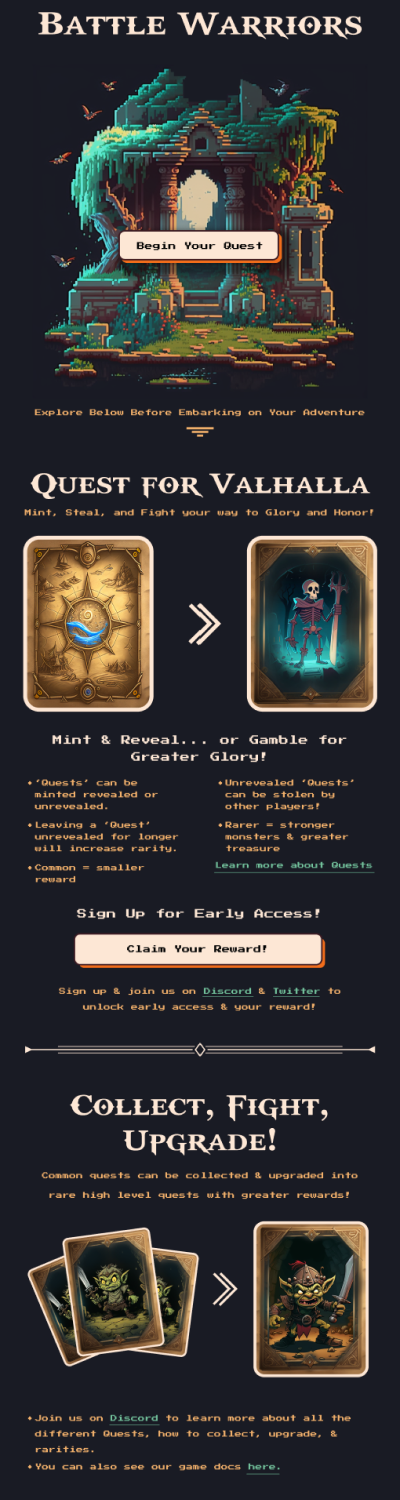 Battle Warriors
Begin Your Quest
Explore Below Before Embarking on Your Adventure
Quest for Valhalla
Mint, Steal, and Fight your way to Glory and Honor!
Mint & Reveal... or Gamble for
Greater Glory!
•‘Quests’ can be
minted revealed or
unrevealed.
•Leaving a ‘Quest’
unrevealed for longer
will increase rarity.
•Common = smaller
reward
•Unrevealed ‘Quests’
can be stolen by
other players!
•Rarer = stronger
monsters & greater
treasure
Learn more about Quests
Sign Up for Early Access!
Claim Your Reward!
Sign up & join us on Discord & Twitter to
unlock early access & your reward!
Collect, Fight,
Upgrade!
Common quests can be collected & upgraded into
rare high level quests with greater rewards!
•Join us on Discord to learn more about all the
different Quests, how to collect, upgrade, &
rarities.
•You can also see our game docs here.